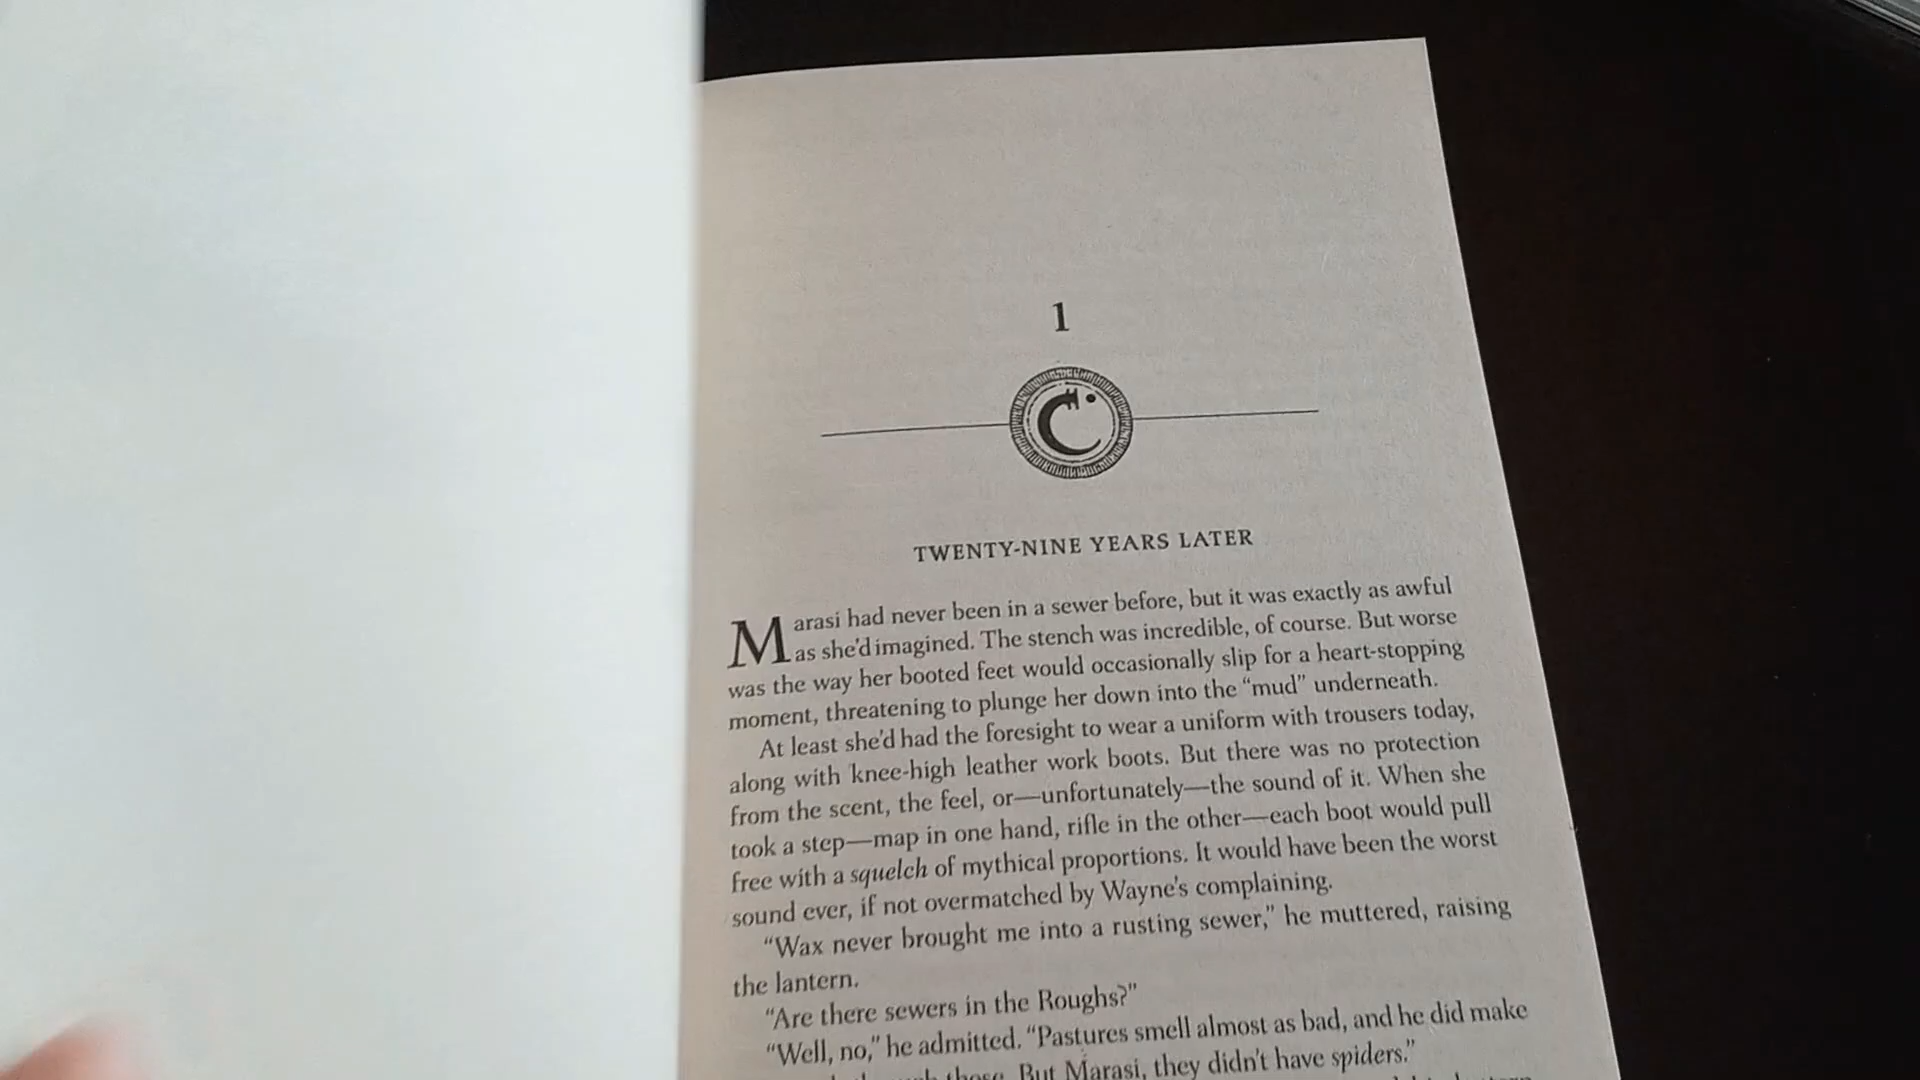 1
TWENTY-NINE YEARS LATER
Marasi had never been in a sewer before, but it was exactly as awful
as she'd imagined. The stench was incredible, of course. But worse
was the way her booted feet would occasionally slip for a heart-stopping
moment, threatening to plunge her down into the “mud” underneath.
At least she'd had the foresight to wear a uniform with trousers today,
along with knee-high leather work boots. But there was no protection
from the scent, the feel, or—unfortunately—the sound of it. When she
took a step—map in one hand, rifle in the other—each boot would pull
free with a squelch of mythical proportions. It would have been the worst
sound ever, if not overmatched by Wayne's complaining.
“Wax never brought me into a rusting sewer,” he muttered, raising
the lantern.
“Are there sewers in the Roughs?”
“Well, no,” he admitted. “Pastures smell almost as bad, and he did make
those. But Marasi, they didn't have spiders.”